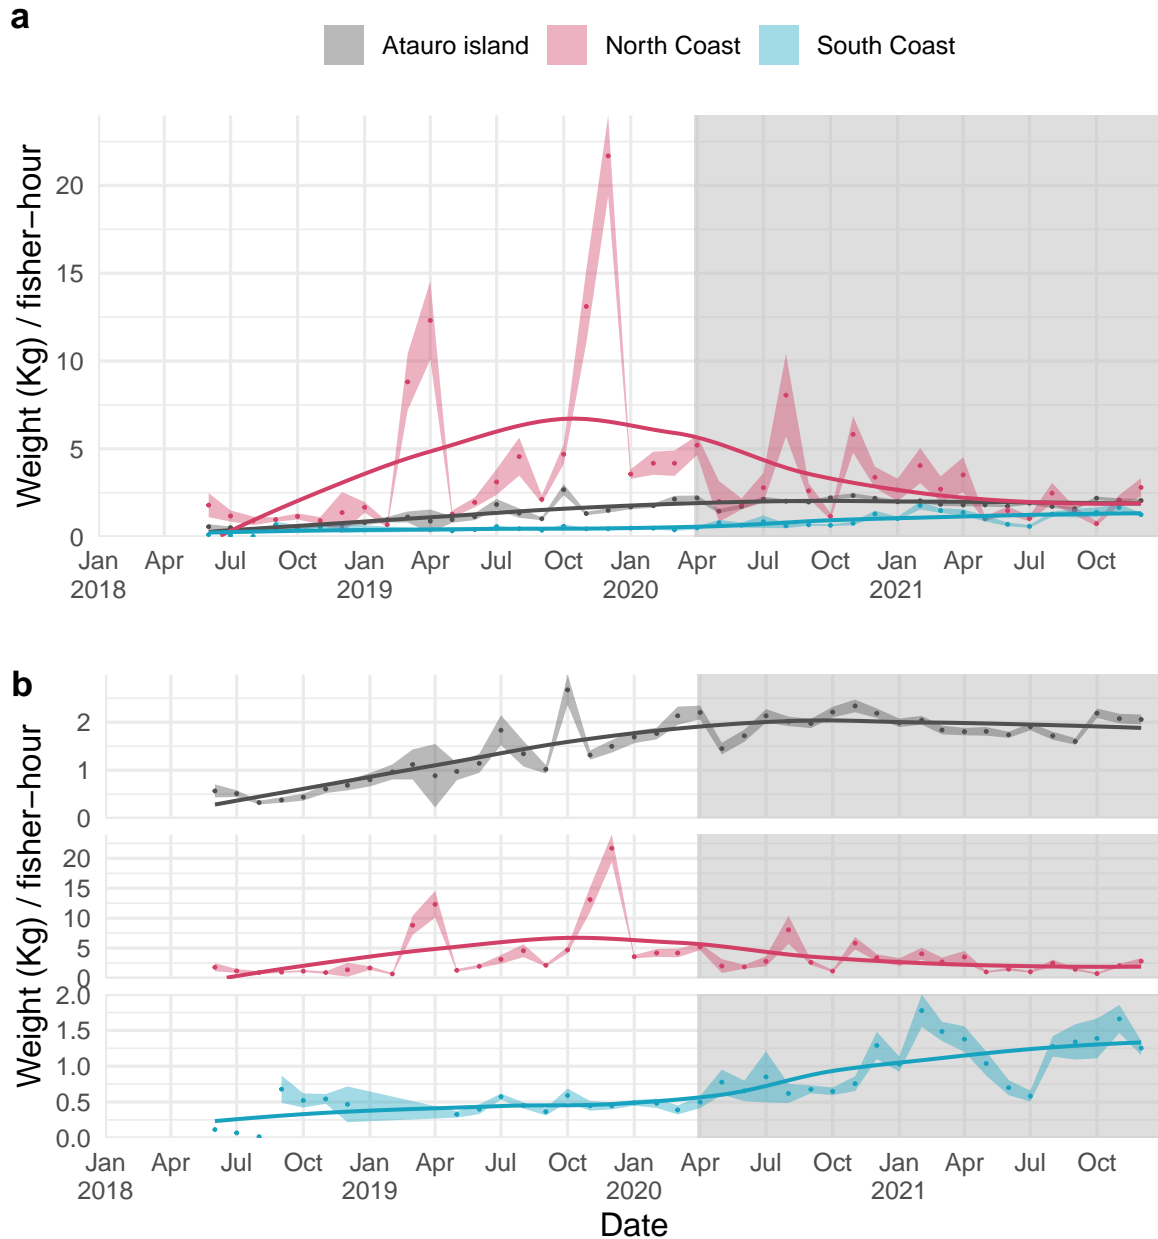 a
Atauro island North Coast South Coast
Weight (Kg) / fisher−hour
20
15
10
5
0
Jan Apr Jul Oct Jan Apr Jul Oct Jan Apr Jul Oct Jan Apr Jul Oct
2018 2019 2020 2021
b
Weight (Kg) / fisher−hour
2
1
0
20
15
10
5
0
2.0
1.5
1.0
0.5
0.0
Jan Apr Jul Oct Jan Apr Jul Oct Jan Apr Jul Oct Jan Apr Jul Oct
2018 2019 2020 2021
Date